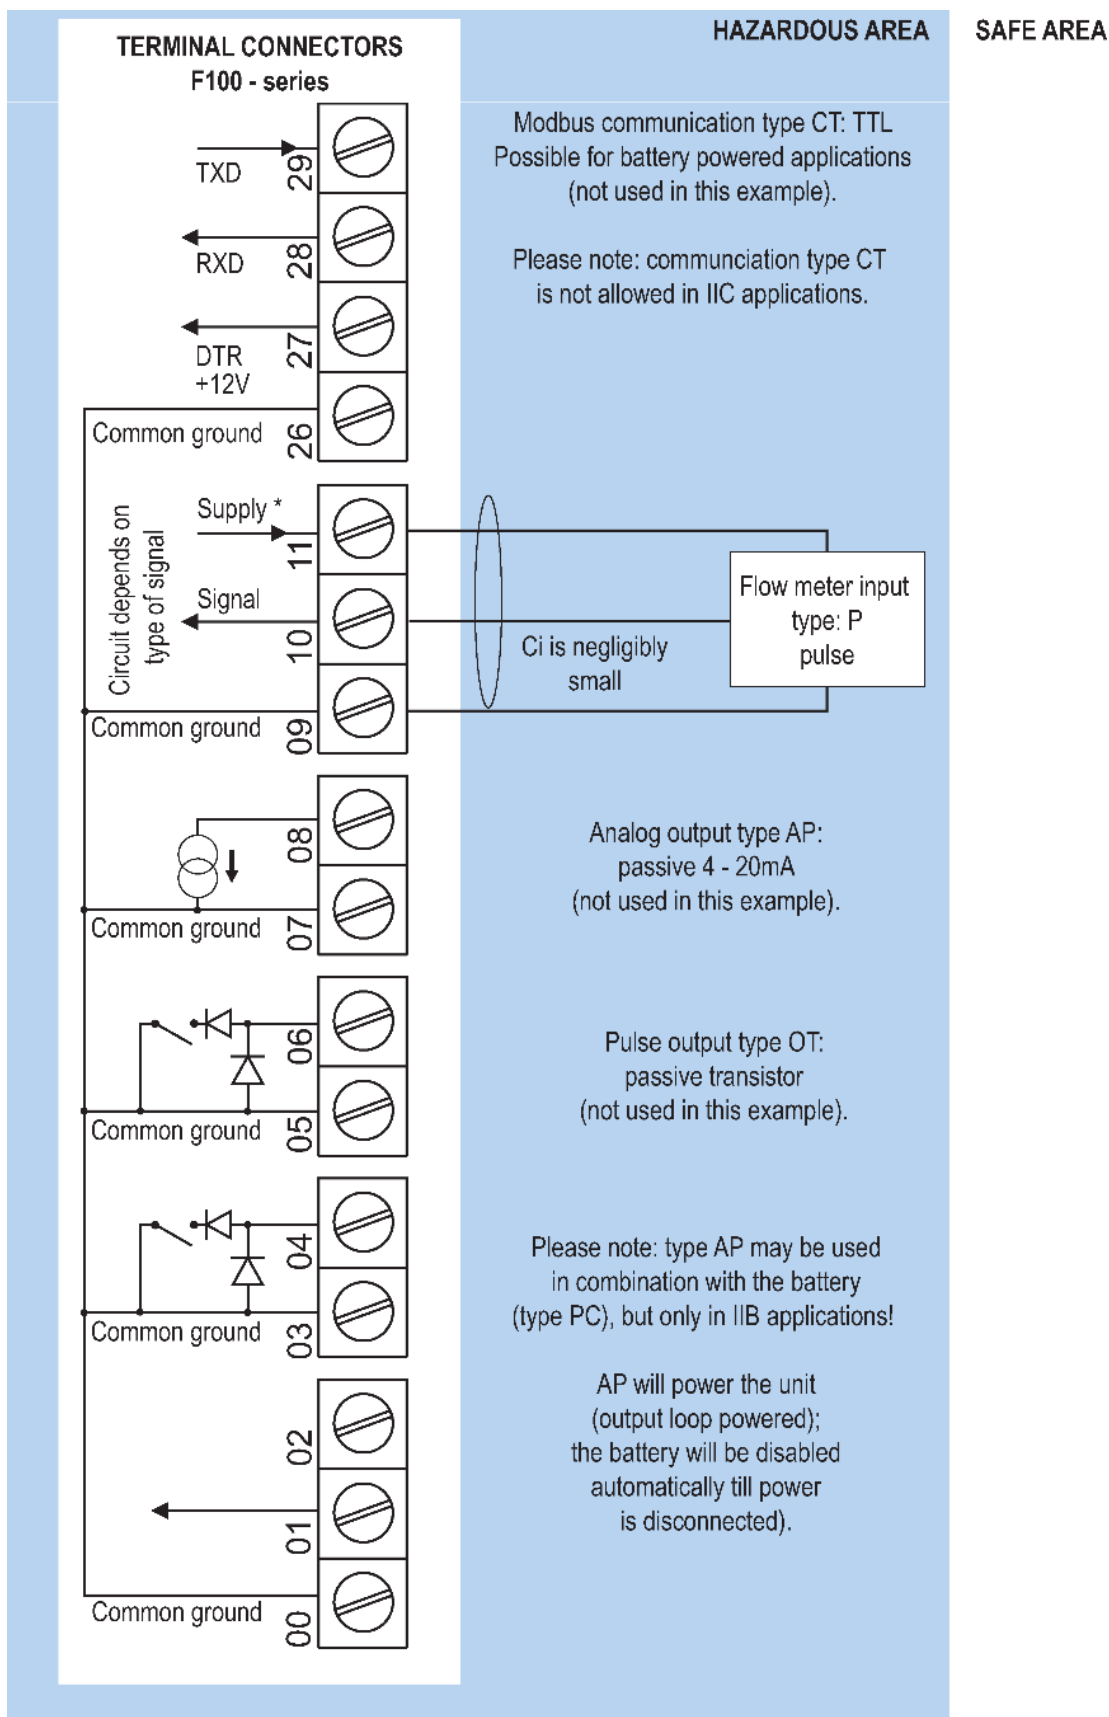 HAZARDOUS AREA
SAFE AREA
TERMINAL CONNECTORS
F100 - series
TXD
29
RXD
28
DTR
+12V
27
Common ground
26
Modbus communication type CT: TTL
Possible for battery powered applications
(not used in this example).
Please note: communciation type CT
is not allowed in IIC applications.
Circuit depends on
type of signal
Supply *
11
Signal
10
Common ground
09
Ci is negligibly
small
Flow meter input
type: P
pulse
08
Common ground
07
Analog output type AP:
passive 4 - 20mA
(not used in this example).
06
Common ground
05
Pulse output type OT:
passive transistor
(not used in this example).
04
Common ground
03
Please note: type AP may be used
in combination with the battery
(type PC), but only in IIB applications!
02
01
Common ground
00
AP will power the unit
(output loop powered);
the battery will be disabled
automatically till power
is disconnected).